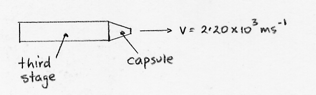 V = 2·20 x 10³ ms⁻¹
third
stage
capsule